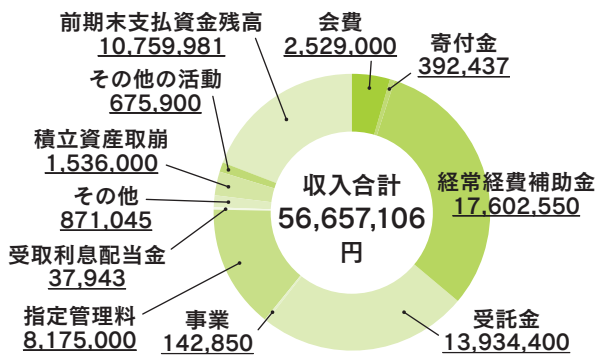 前期末支払資金残高
10,759,981
会費
2,529,000
寄付金
392,437
その他の活動
675,900
積立資産取崩
1,536,000
その他
871,045
受取利息配当金
37,943
指定管理料
8,175,000
事業
142,850
受託金
13,934,400
経常経費補助金
17,602,550
収入合計
56,657,106
円